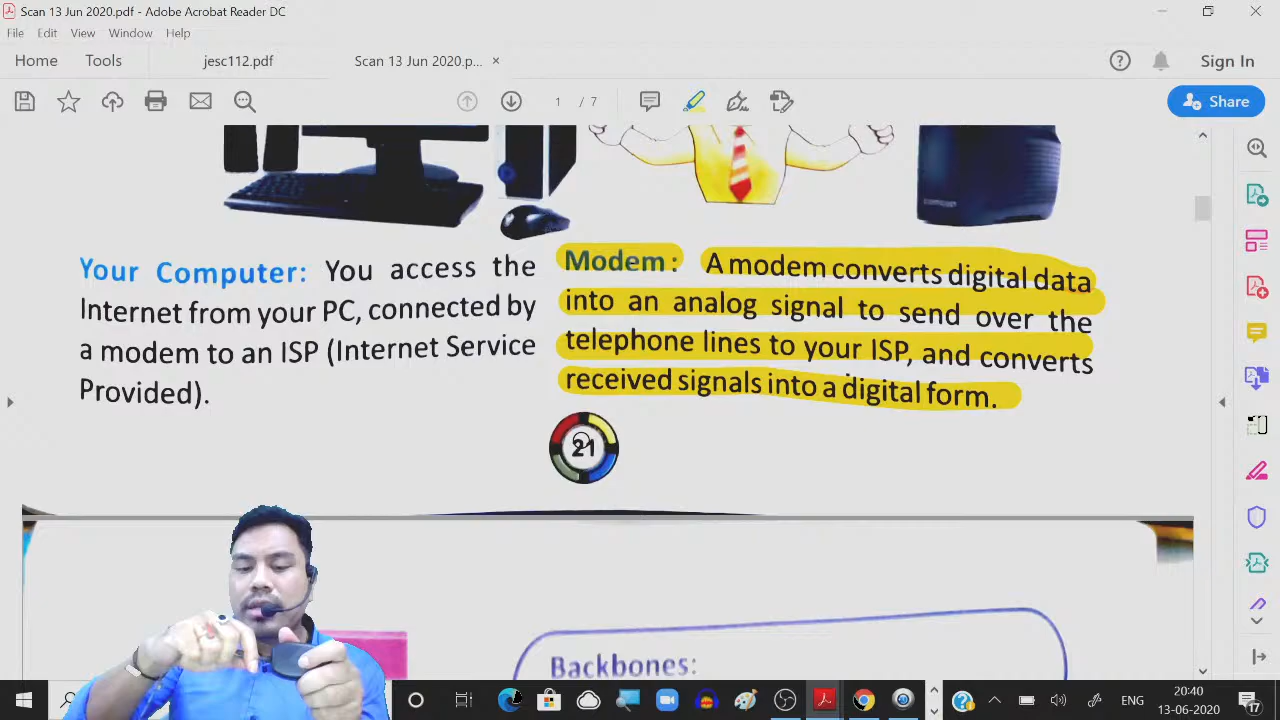 Scan 13 Jun 2020.pdf - Adobe Acrobat Reader DC
File Edit View Window Help
Home Tools jesc112.pdf Scan 13 Jun 2020.p... × Sign In
1 / 7 Share
Your Computer: You access the
Internet from your PC, connected by
a modem to an ISP (Internet Service
Provided).
Modem: A modem converts digital data
into an analog signal to send over the
telephone lines to your ISP, and converts
received signals into a digital form.
21
Backbones:
ENG
20:40
13-06-2020
17